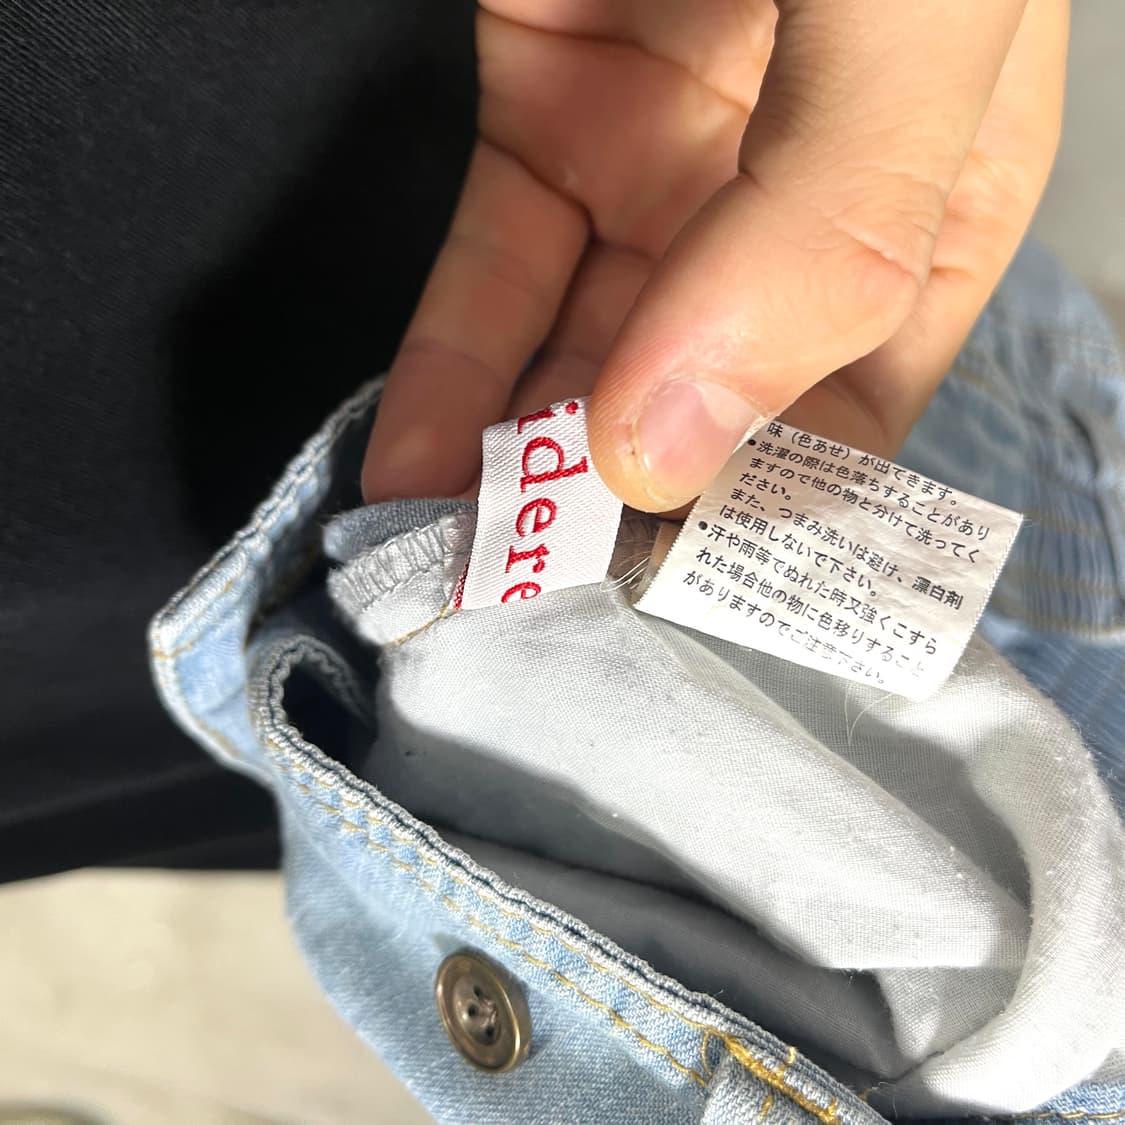 idere
味（色あせ）が出てきます。
●洗濯の際は色落ちすることがあり
ますので他の物と分けて洗ってく
ださい。
また、つまみ洗いは避け、漂白剤
は使用しないで下さい。
●汗や雨等でぬれた時又強くこすら
れた場合他の物に色移りすること
がありますのでご注意下さい。